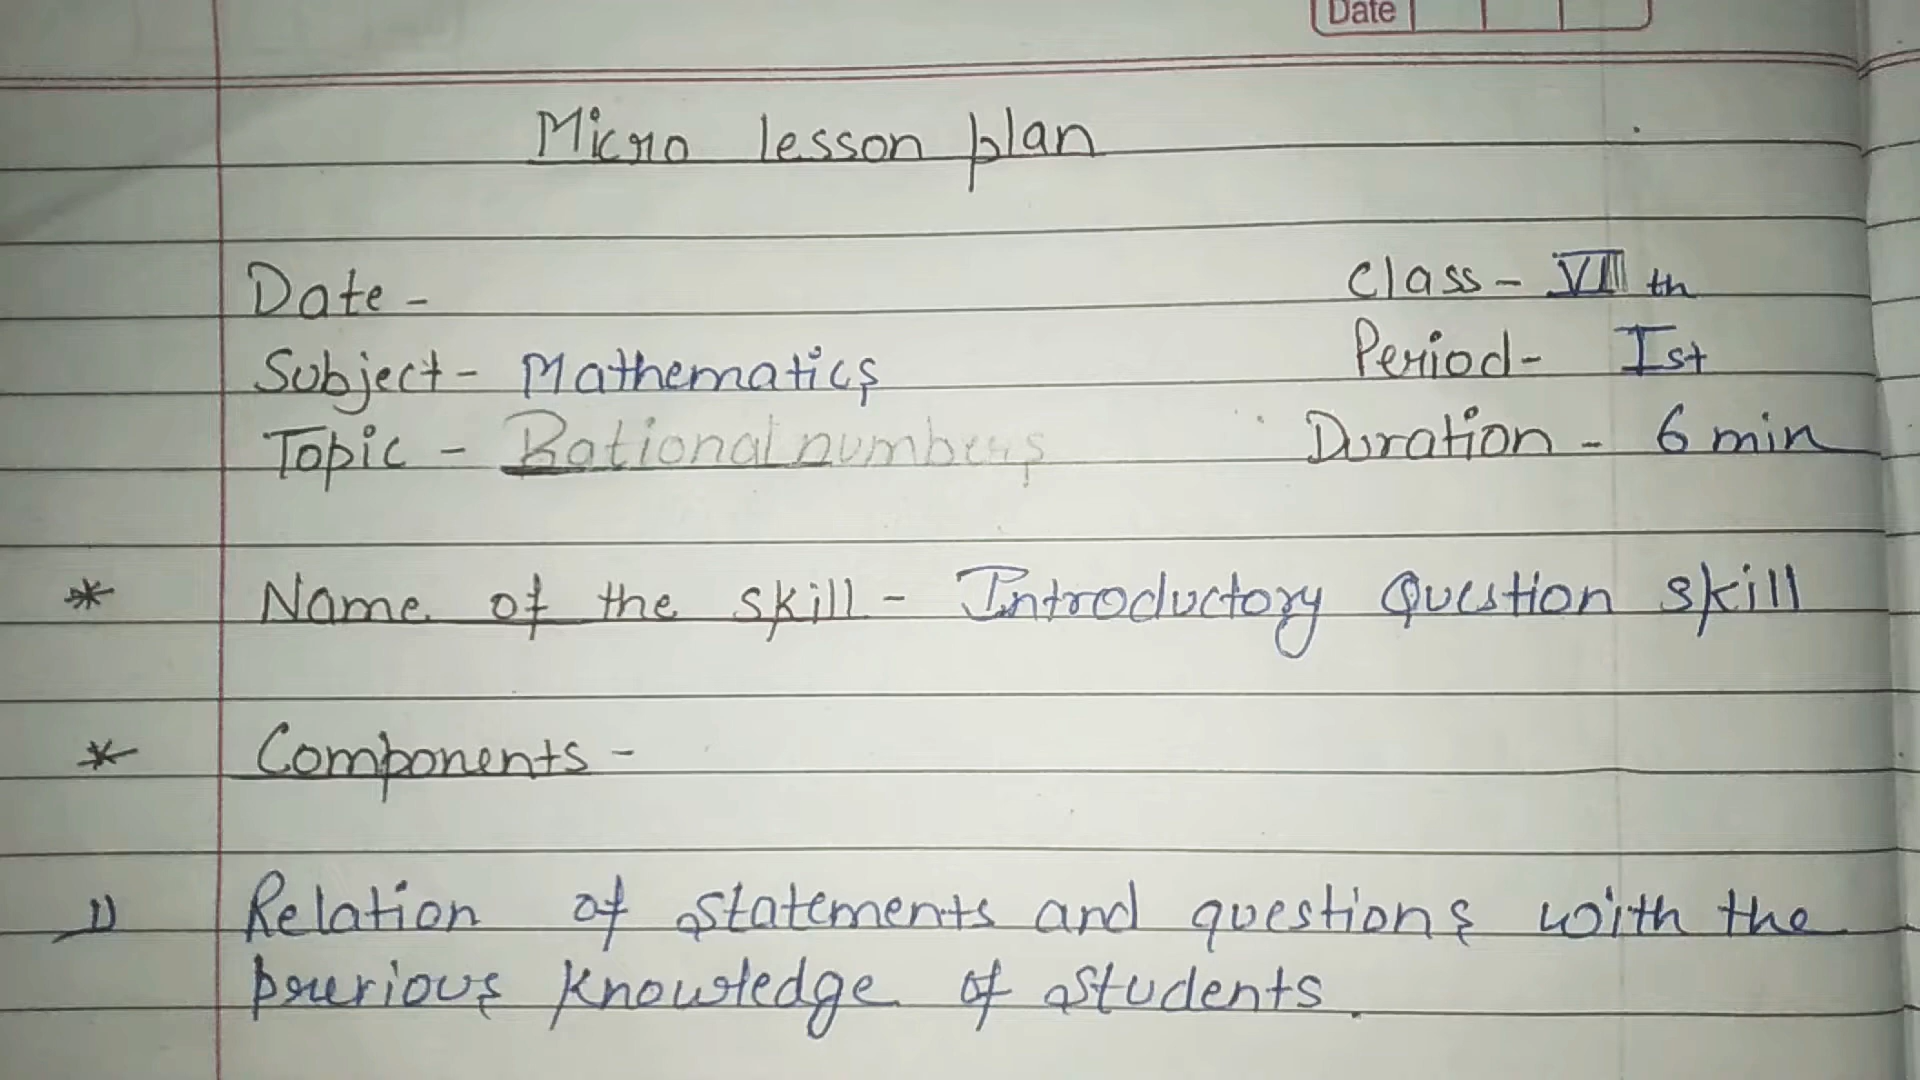 Date
Micro lesson plan
Date -
Class - VIII th
Subject - Mathematics
Period - Ist
Topic - Rational numbers
Duration - 6 min
* Name of the skill - Introductory Question skill
* Components -
1) Relation of statements and questions with the
previous knowledge of students.